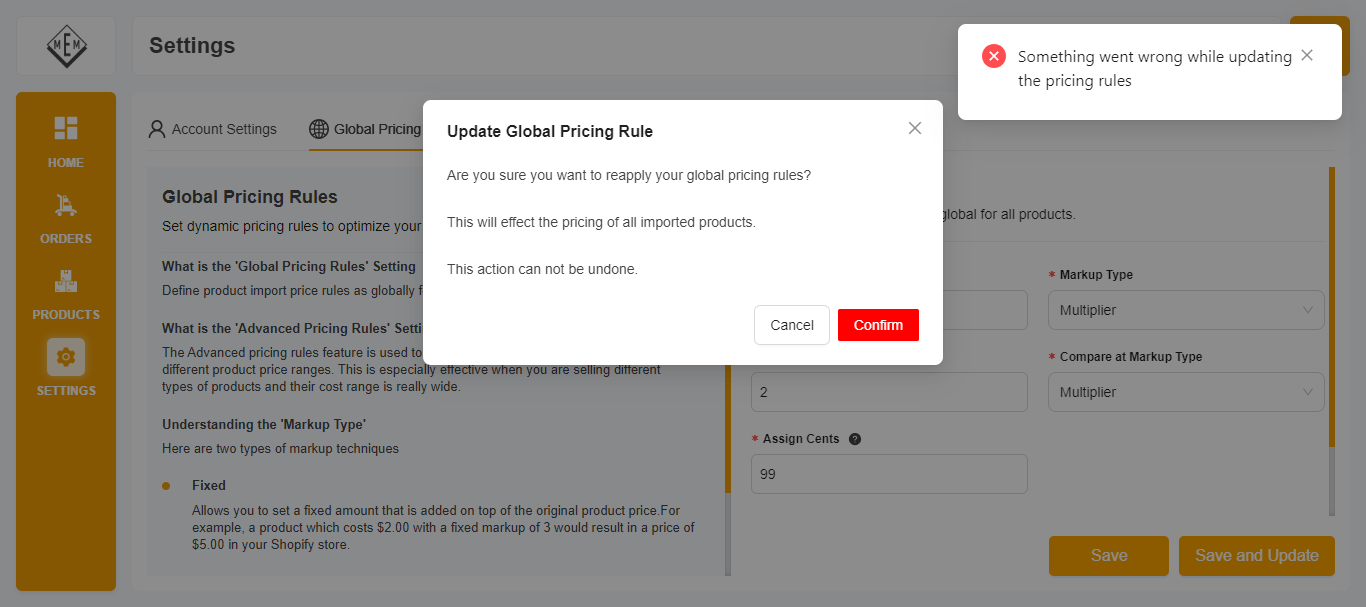 MEM
Settings
Something went wrong while updating
the pricing rules
HOME
ORDERS
PRODUCTS
SETTINGS
Account Settings
Global Pricing
Update Global Pricing Rule
Are you sure you want to reapply your global pricing rules?
This will effect the pricing of all imported products.
This action can not be undone.
Cancel
Confirm
Global Pricing Rules
Set dynamic pricing rules to optimize your
What is the 'Global Pricing Rules' Setting
Define product import price rules as globally
What is the 'Advanced Pricing Rules'
The Advanced pricing rules feature is used to
different product price ranges. This is especially effective when you are selling different
types of products and their cost range is really wide.
Understanding the 'Markup Type'
Here are two types of markup techniques
Fixed
Allows you to set a fixed amount that is added on top of the original product price.For
example, a product which costs $2.00 with a fixed markup of 3 would result in a price of
$5.00 in your Shopify store.
global for all products.
* Markup Type
Multiplier
* Compare at Markup Type
2
Multiplier
* Assign Cents ?
99
Save
Save and Update